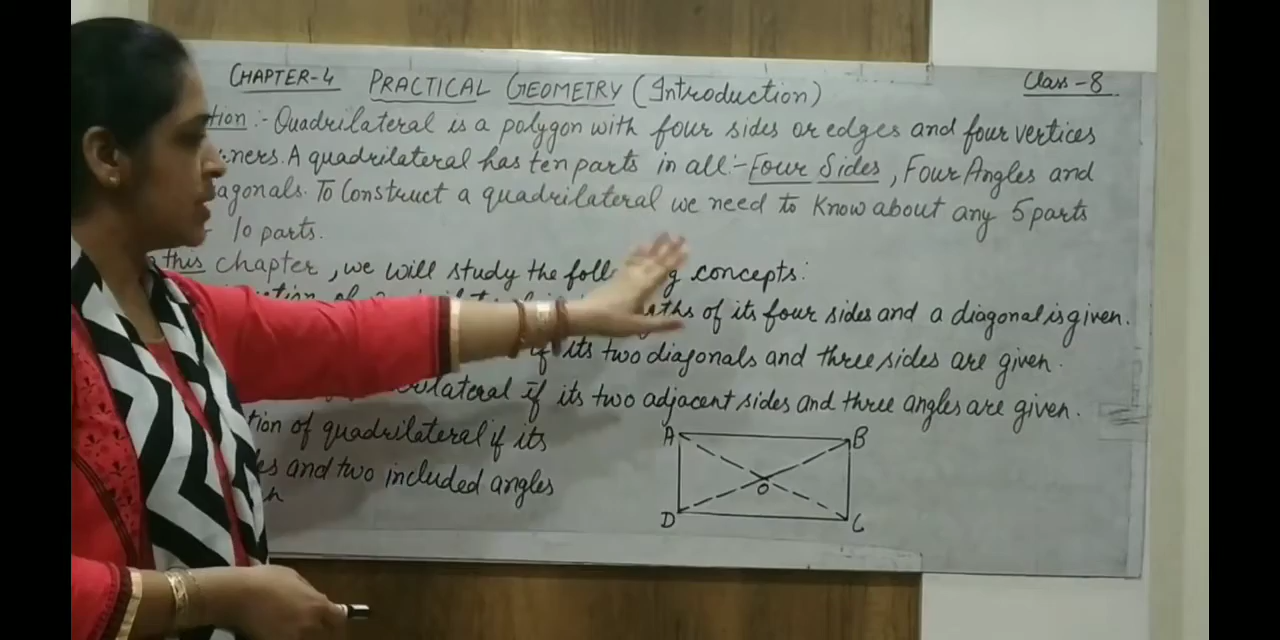 CHAPTER-4 PRACTICAL GEOMETRY (Introduction) Class-8
tion :- Quadrilateral is a polygon with four sides or edges and four vertices
ners. A quadrilateral has ten parts in all:- Four Sides, Four Angles and
agonals. To Construct a quadrilateral we need to Know about any 5 parts
10 parts.
this chapter, we will study the foll g concepts:
ths of its four sides and a diagonal is given.
if its two diagonals and three sides are given.
lateral if its two adjacent sides and three angles are given.
tion of quadrilateral if its
es and two included angles
A B
O
D C